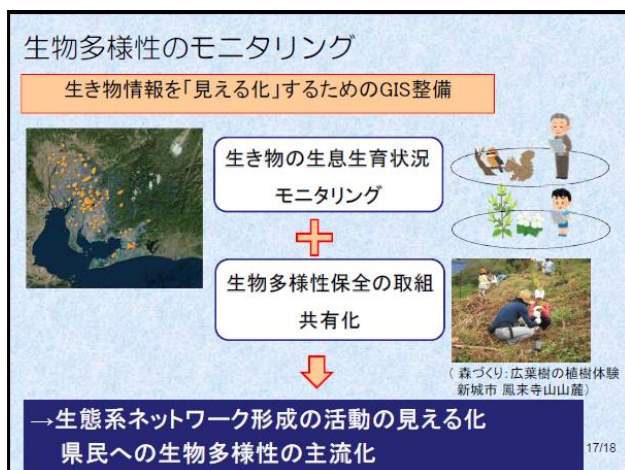 生物多様性のモニタリング
生き物情報を「見える化」するためのGIS整備
生き物の生息生育状況
モニタリング
生物多様性保全の取組
共有化
（ 森づくり：広葉樹の植樹体験
新城市 鳳来寺山山麓）
→生態系ネットワーク形成の活動の見える化
県民への生物多様性の主流化
17/18